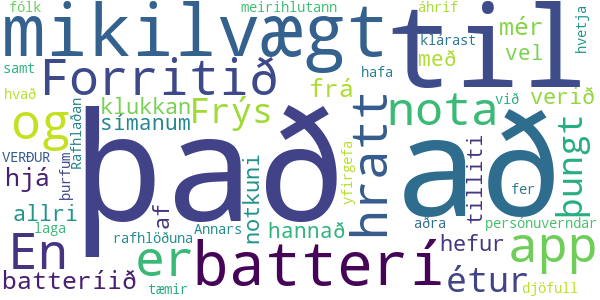 fólk
meirihlutann
áhrif
mikilvægt
til
mér
hvetja
klárast
vel
með
samt
Forritið
hafa
hvað
frá
við
verið
klukkan
Frýs
hratt
nota
og
símanum
Rafhlaðan
það
að
þungt
VERÐUR
þurfum
hjá
yfirgefa
tilliti
fer
allri
af
notkuni
aðra
persónuverndar
laga
rafhlöðuna
Annars
hannað
En
er
batterí
hefur
app
batteríið
tæmir
étur
djöfull